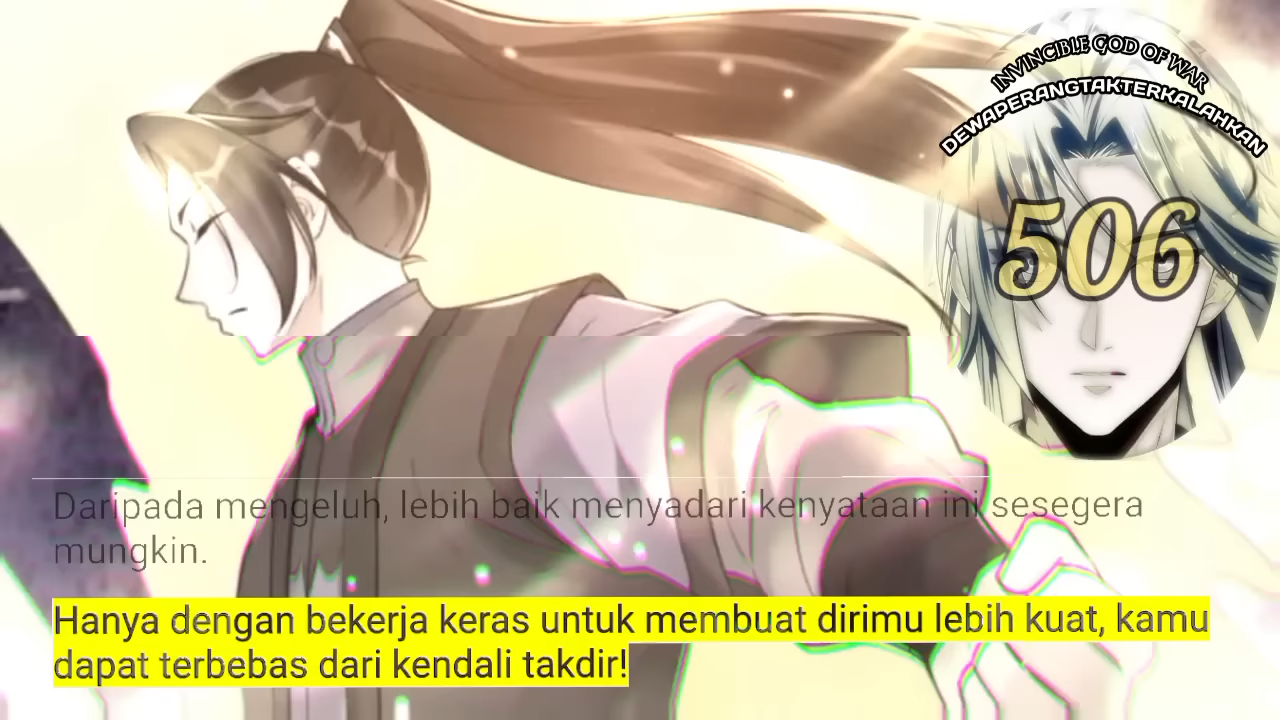 INVINCIBLE GOD OF WAR
DEWAPERANGTAKTERKALAHKAN
506
Daripada mengeluh, lebih baik menyadari kenyataan ini sesegera
mungkin.
Hanya dengan bekerja keras untuk membuat dirimu lebih kuat, kamu
dapat terbebas dari kendali takdir!